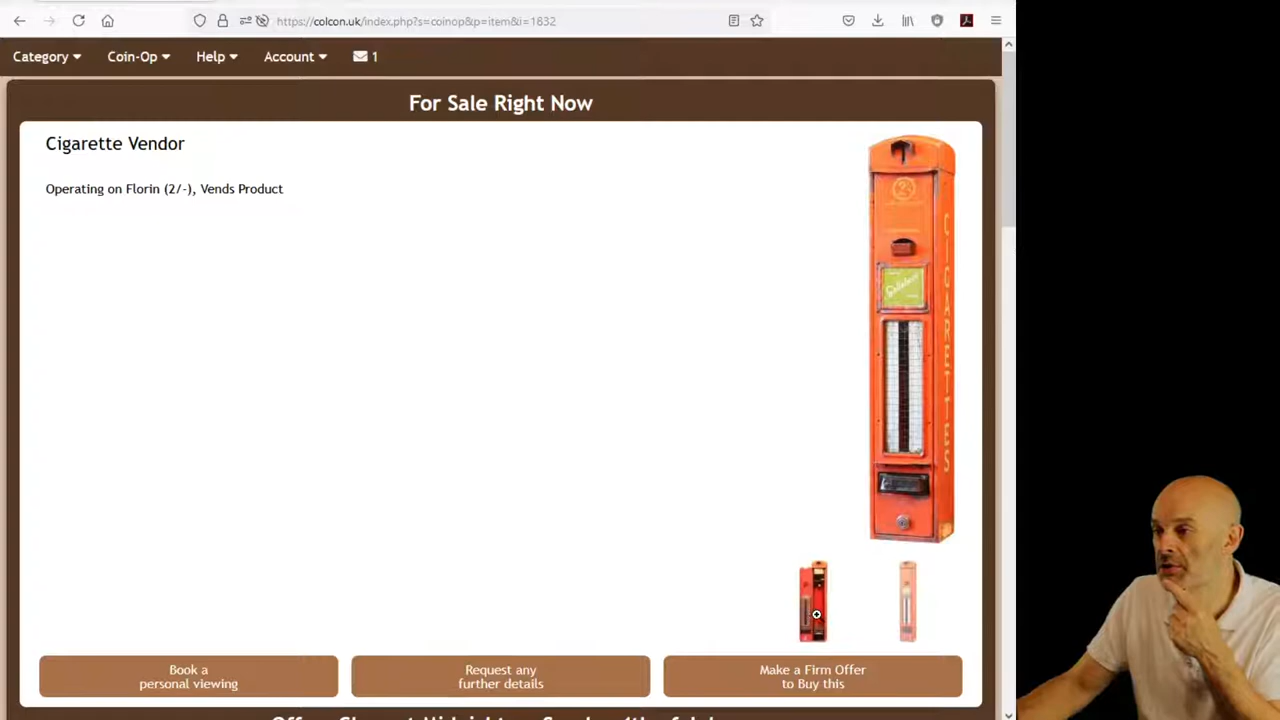 https://colcon.uk/index.php?s=coinop&p=item&i=1832
Category
Coin-Op
Help
Account
1
For Sale Right Now
Cigarette Vendor
Operating on Florin (2/-), Vends Product
2/-
CIGARETTES
Book a
personal viewing
Request any
further details
Make a Firm Offer
to Buy this